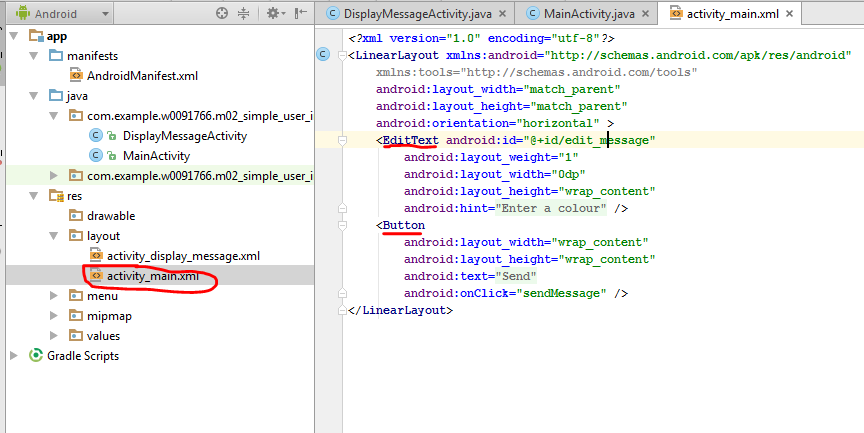 Android
app
manifests
AndroidManifest.xml
java
com.example.w0091766.m02_simple_user_i
DisplayMessageActivity
MainActivity
com.example.w0091766.m02_simple_user_i
res
drawable
layout
activity_display_message.xml
activity_main.xml
menu
mipmap
values
Gradle Scripts
DisplayMessageActivity.java
MainActivity.java
activity_main.xml
<?xml version="1.0" encoding="utf-8"?>
<LinearLayout xmlns:android="http://schemas.android.com/apk/res/android"
xmlns:tools="http://schemas.android.com/tools"
android:layout_width="match_parent"
android:layout_height="match_parent"
android:orientation="horizontal" >
<EditText android:id="@+id/edit_message"
android:layout_weight="1"
android:layout_width="0dp"
android:layout_height="wrap_content"
android:hint="Enter a colour" />
<Button
android:layout_width="wrap_content"
android:layout_height="wrap_content"
android:text="Send"
android:onClick="sendMessage" />
</LinearLayout>